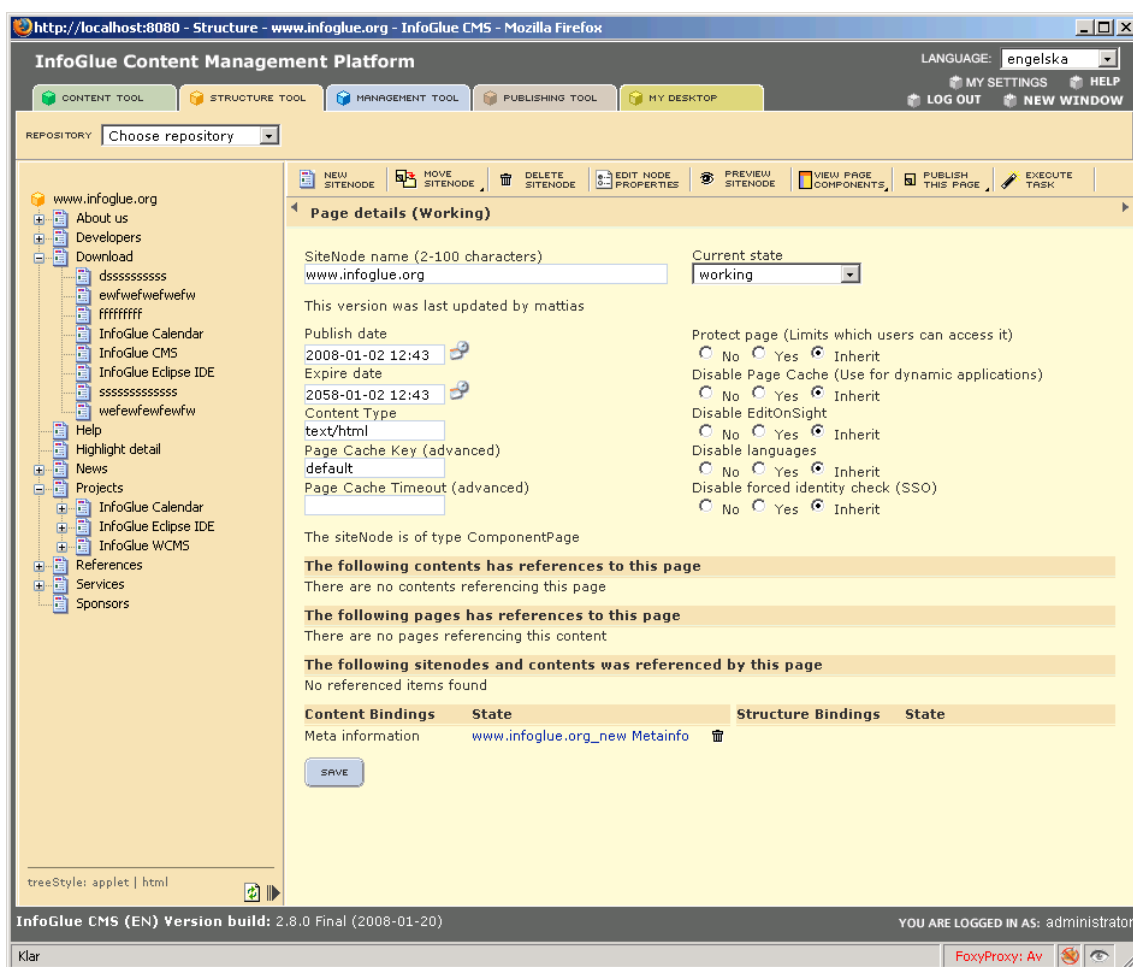 http://localhost:8080 - Structure - www.infoglue.org - InfoGlue CMS - Mozilla Firefox
InfoGlue Content Management Platform
LANGUAGE: engelska
MY SETTINGS HELP
LOG OUT NEW WINDOW
CONTENT TOOL STRUCTURE TOOL MANAGEMENT TOOL PUBLISHING TOOL MY DESKTOP
REPOSITORY Choose repository
www.infoglue.org
About us
Developers
Download
dssssssssss
ewfwefwefwefw
fffffffff
InfoGlue Calendar
InfoGlue CMS
InfoGlue Eclipse IDE
sssssssssssss
wefewfewfewfw
Help
Highlight detail
News
Projects
InfoGlue Calendar
InfoGlue Eclipse IDE
InfoGlue WCMS
References
Services
Sponsors
treeStyle: applet | html
NEW SITENODE
MOVE SITENODE
DELETE SITENODE
EDIT NODE PROPERTIES
PREVIEW SITENODE
VIEW PAGE COMPONENTS
PUBLISH THIS PAGE
EXECUTE TASK
Page details (Working)
SiteNode name (2-100 characters)
www.infoglue.org
Current state
working
This version was last updated by mattias
Publish date
2008-01-02 12:43
Expire date
2058-01-02 12:43
Content Type
text/html
Page Cache Key (advanced)
default
Page Cache Timeout (advanced)
Protect page (Limits which users can access it)
No Yes Inherit
Disable Page Cache (Use for dynamic applications)
No Yes Inherit
Disable EditOnSight
No Yes Inherit
Disable languages
No Yes Inherit
Disable forced identity check (SSO)
No Yes Inherit
The siteNode is of type ComponentPage
The following contents has references to this page
There are no contents referencing this page
The following pages has references to this page
There are no pages referencing this content
The following sitenodes and contents was referenced by this page
No referenced items found
Content Bindings State Structure Bindings State
Meta information www.infoglue.org_new Metainfo
SAVE
InfoGlue CMS (EN) Version build: 2.8.0 Final (2008-01-20)
YOU ARE LOGGED IN AS: administrator
Klar
FoxyProxy: Av